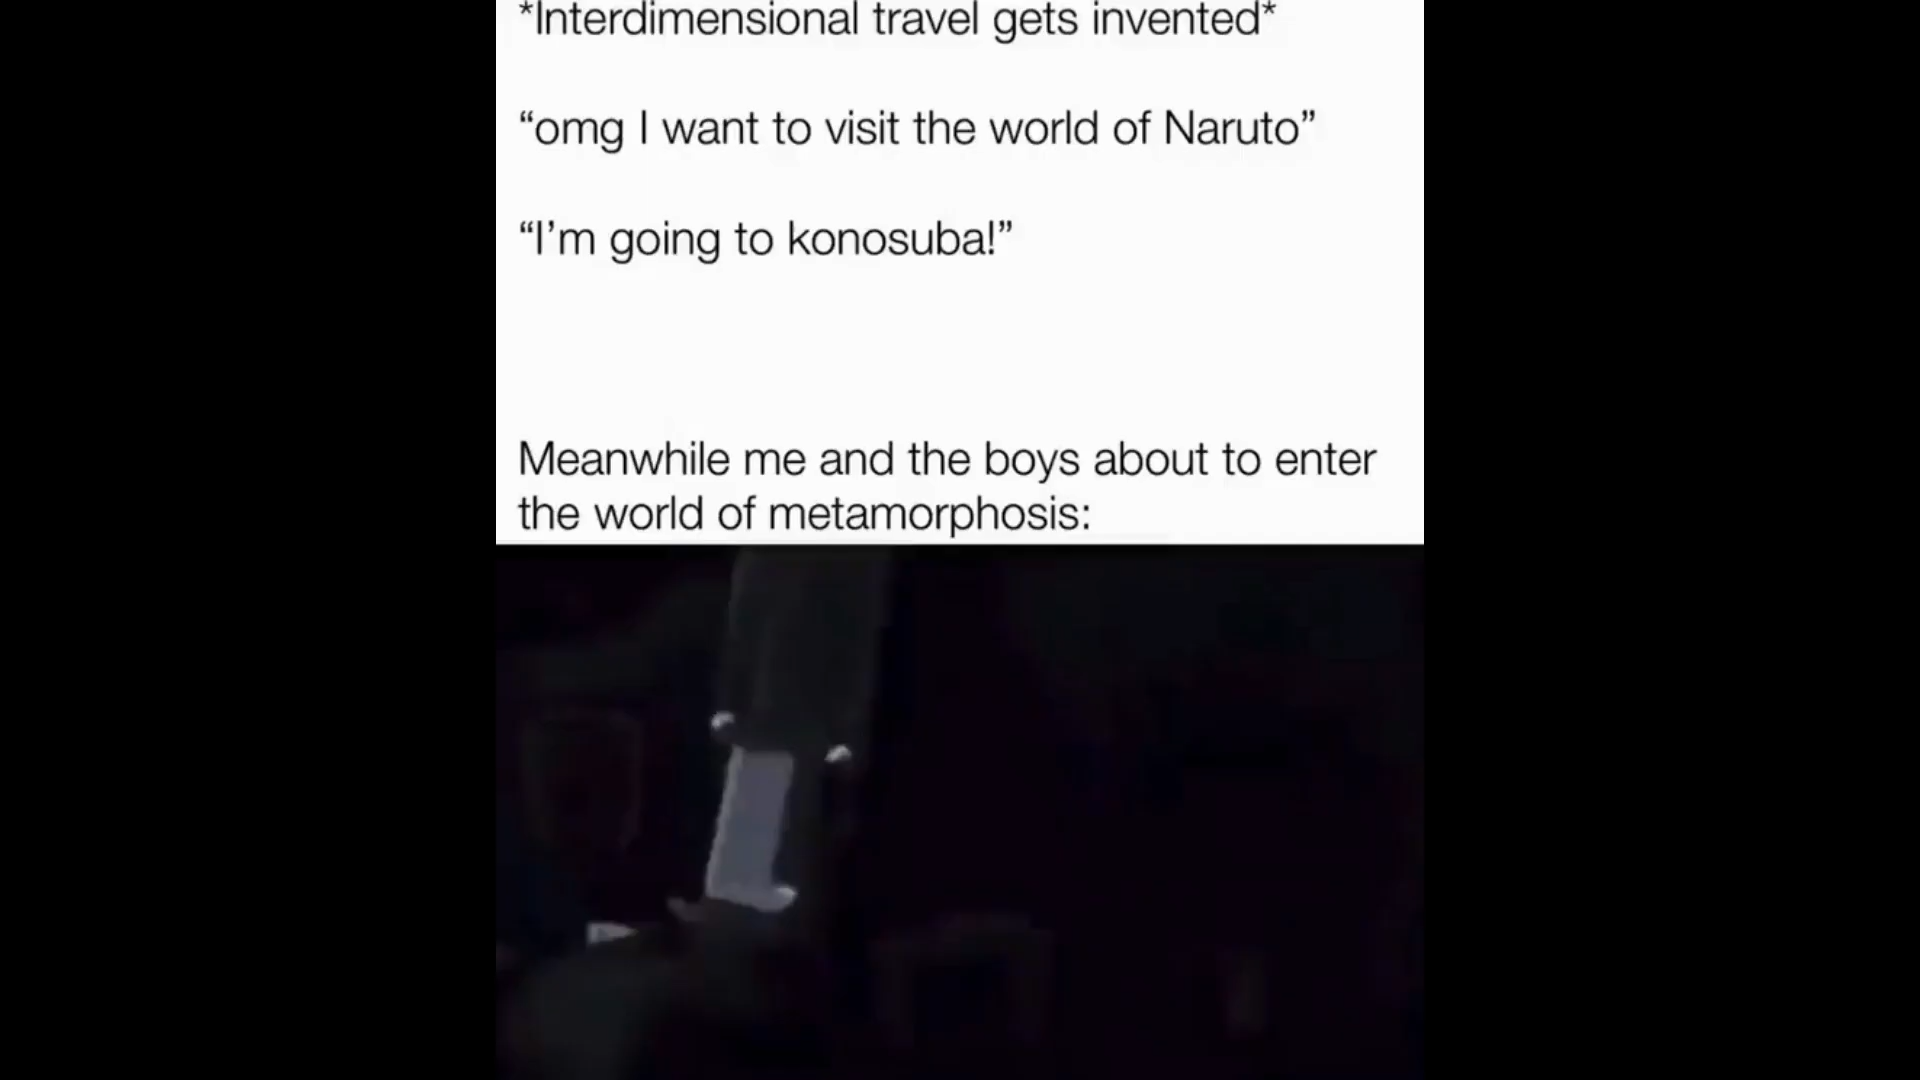 *Interdimensional travel gets invented*
“omg I want to visit the world of Naruto”
“I’m going to konosuba!”
Meanwhile me and the boys about to enter
the world of metamorphosis: